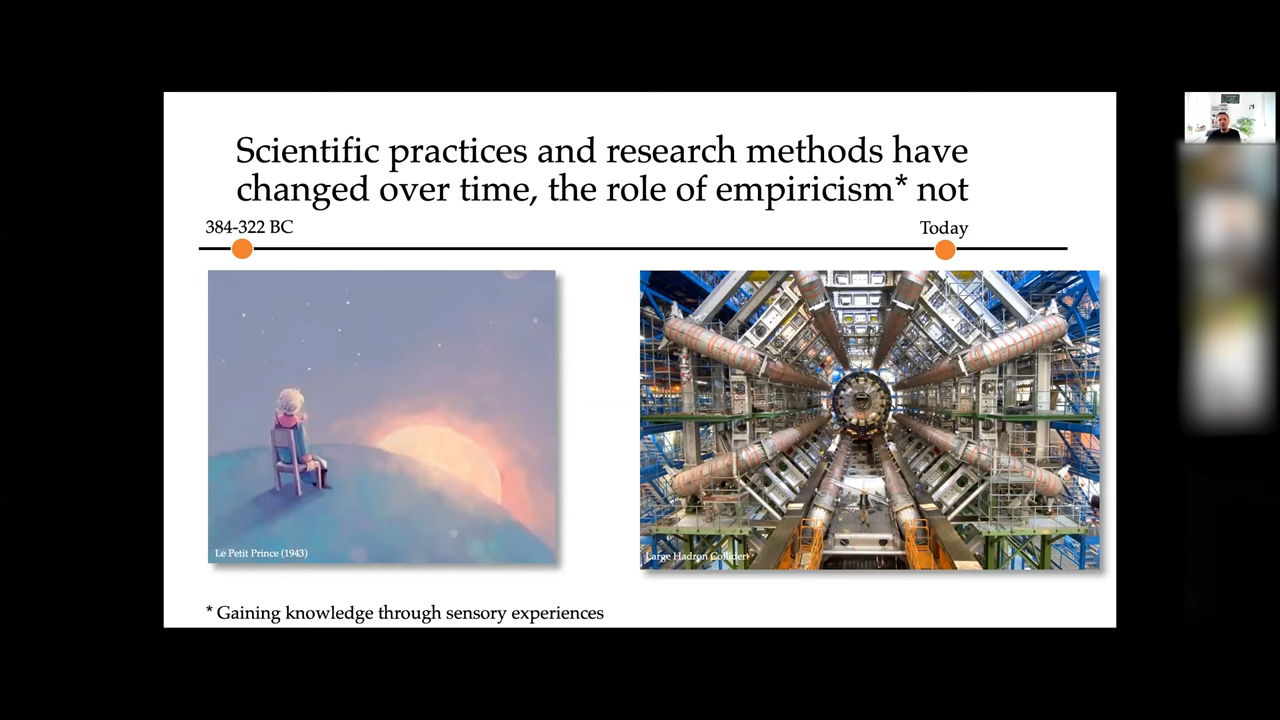 Scientific practices and research methods have
changed over time, the role of empiricism* not
384-322 BC
Today
Le Petit Prince (1943)
Large Hadron Collider
* Gaining knowledge through sensory experiences